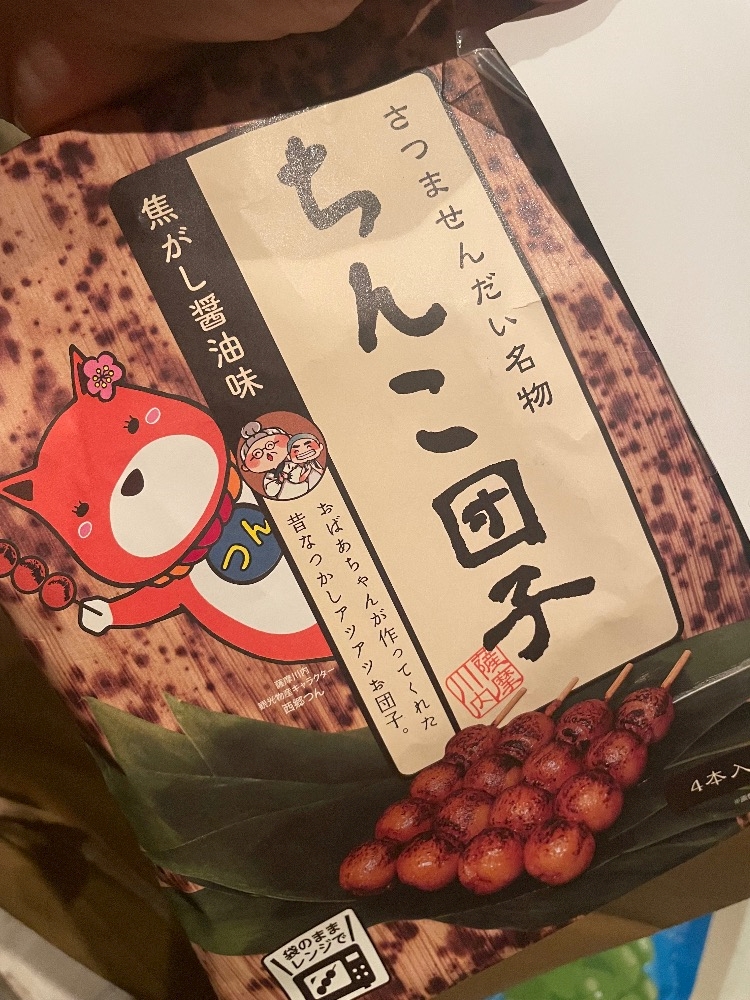 さつませんだい名物
ちんこ団子
薩摩
川内
焦がし醤油味
おばあちゃんが作ってくれた
昔なつかしアツアツお団子。
つん
薩摩川内
観光物産キャラクター
西郷つん
4本入
袋のまま
レンジで